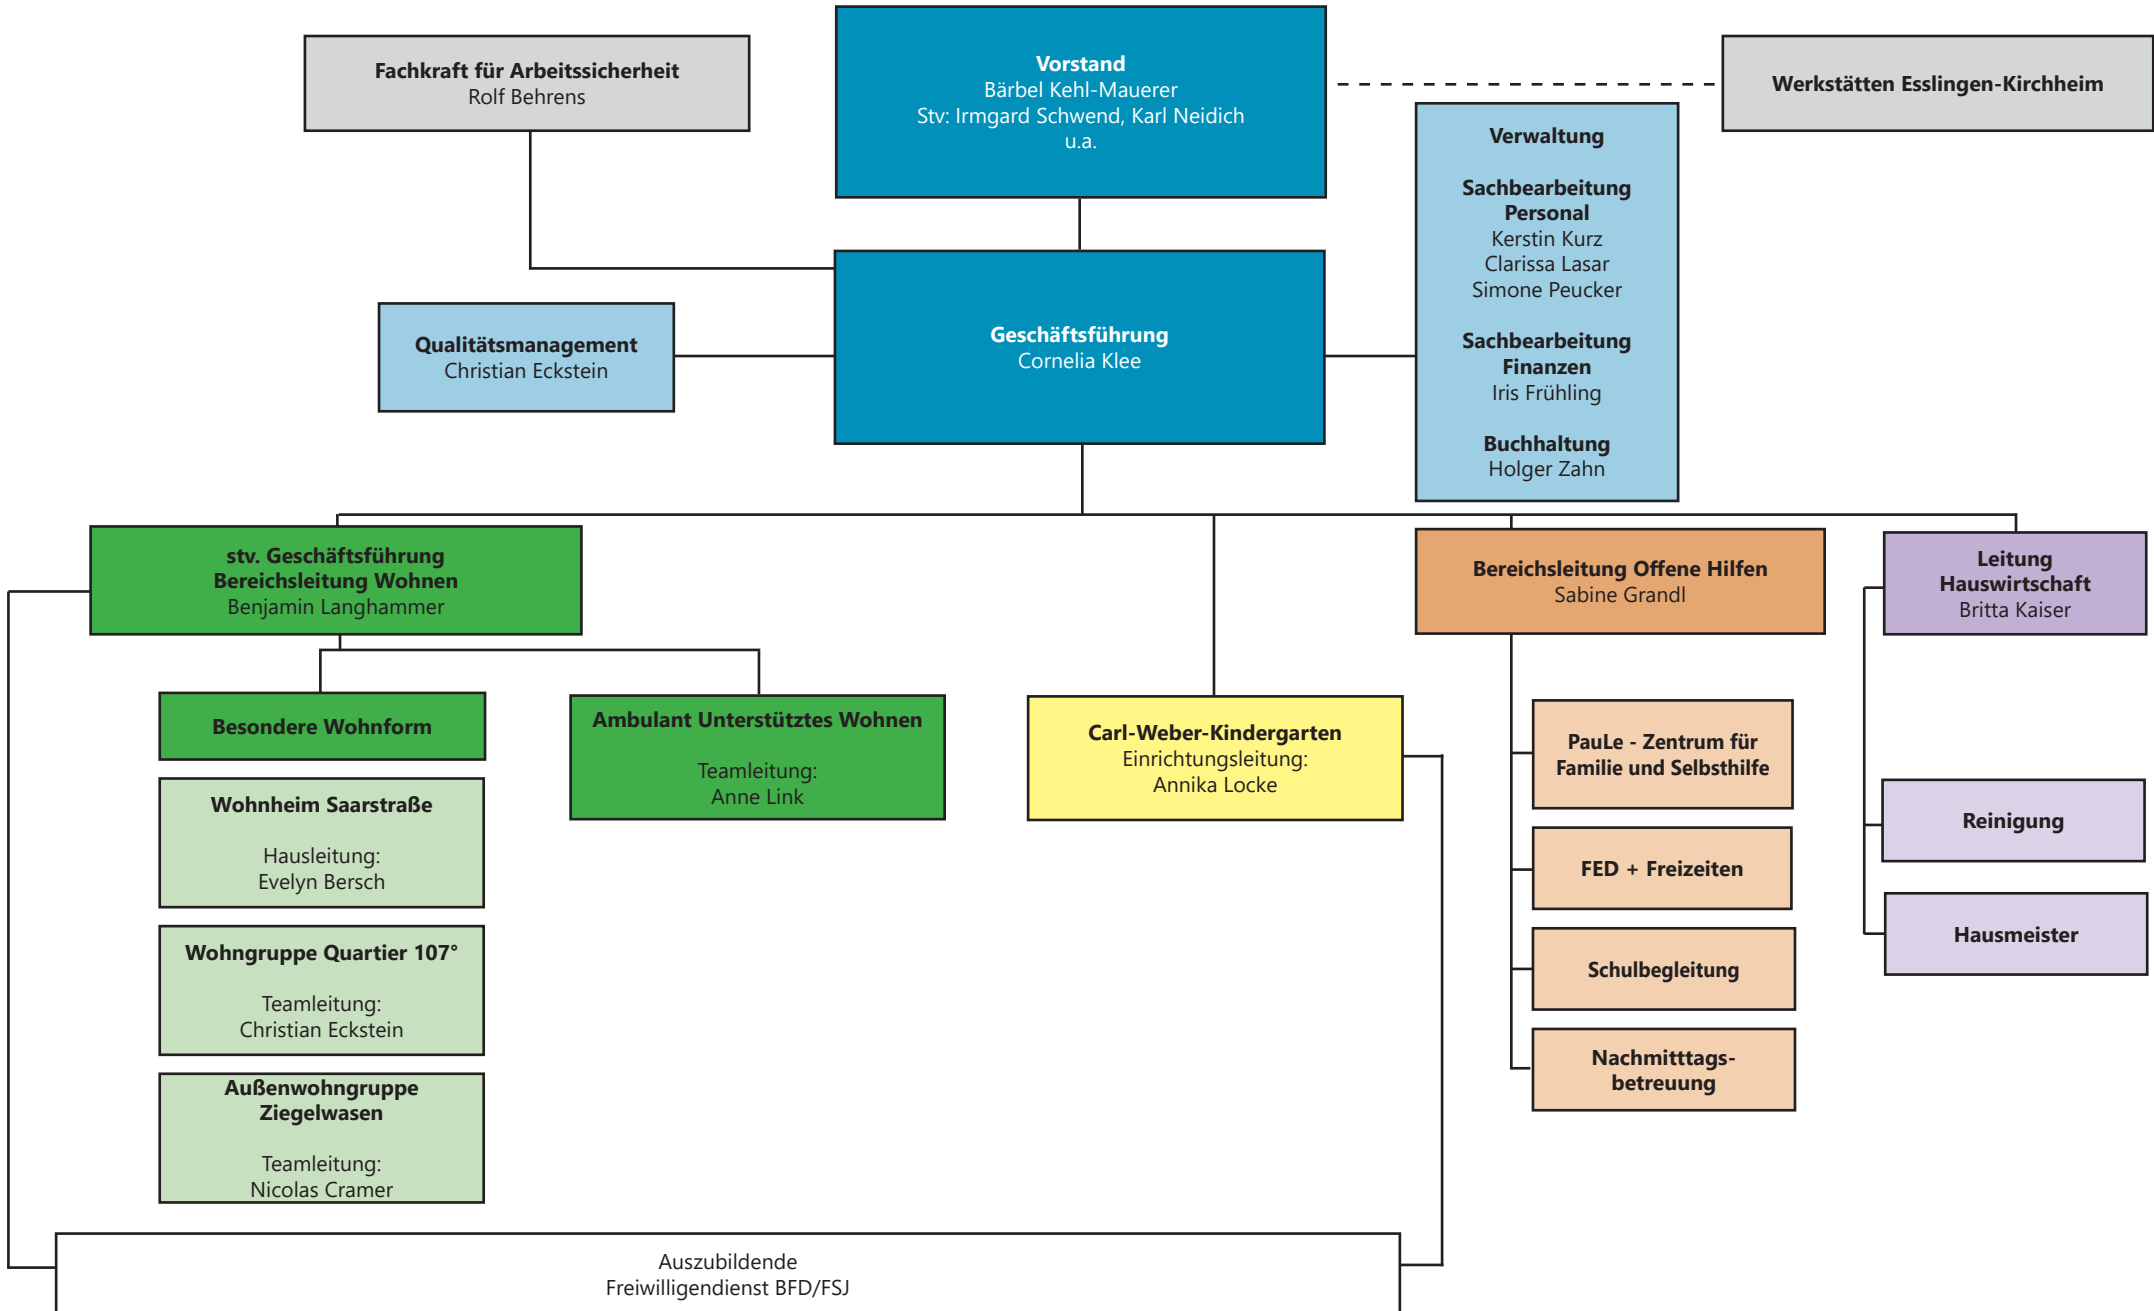 Fachkraft für Arbeitssicherheit
Rolf Behrens
Vorstand
Bärbel Kehl-Mauerer
Stv: Irmgard Schwend, Karl Neidich
u.a.
Werkstätten Esslingen-Kirchheim
Verwaltung
Sachbearbeitung
Personal
Kerstin Kurz
Clarissa Lasar
Simone Peucker
Sachbearbeitung
Finanzen
Iris Frühling
Buchhaltung
Holger Zahn
Qualitätsmanagement
Christian Eckstein
Geschäftsführung
Cornelia Klee
stv. Geschäftsführung
Bereichsleitung Wohnen
Benjamin Langhammer
Bereichsleitung Offene Hilfen
Sabine Grandl
Leitung
Hauswirtschaft
Britta Kaiser
Besondere Wohnform
Ambulant Unterstütztes Wohnen
Teamleitung:
Anne Link
Carl-Weber-Kindergarten
Einrichtungsleitung:
Annika Locke
PauLe - Zentrum für
Familie und Selbsthilfe
Wohnheim Saarstraße
Hausleitung:
Evelyn Bersch
Reinigung
FED + Freizeiten
Wohngruppe Quartier 107°
Teamleitung:
Christian Eckstein
Hausmeister
Schulbegleitung
Außenwohngruppe
Ziegelwasen
Teamleitung:
Nicolas Cramer
Nachmitttags-
betreuung
Auszubildende
Freiwilligendienst BFD/FSJ